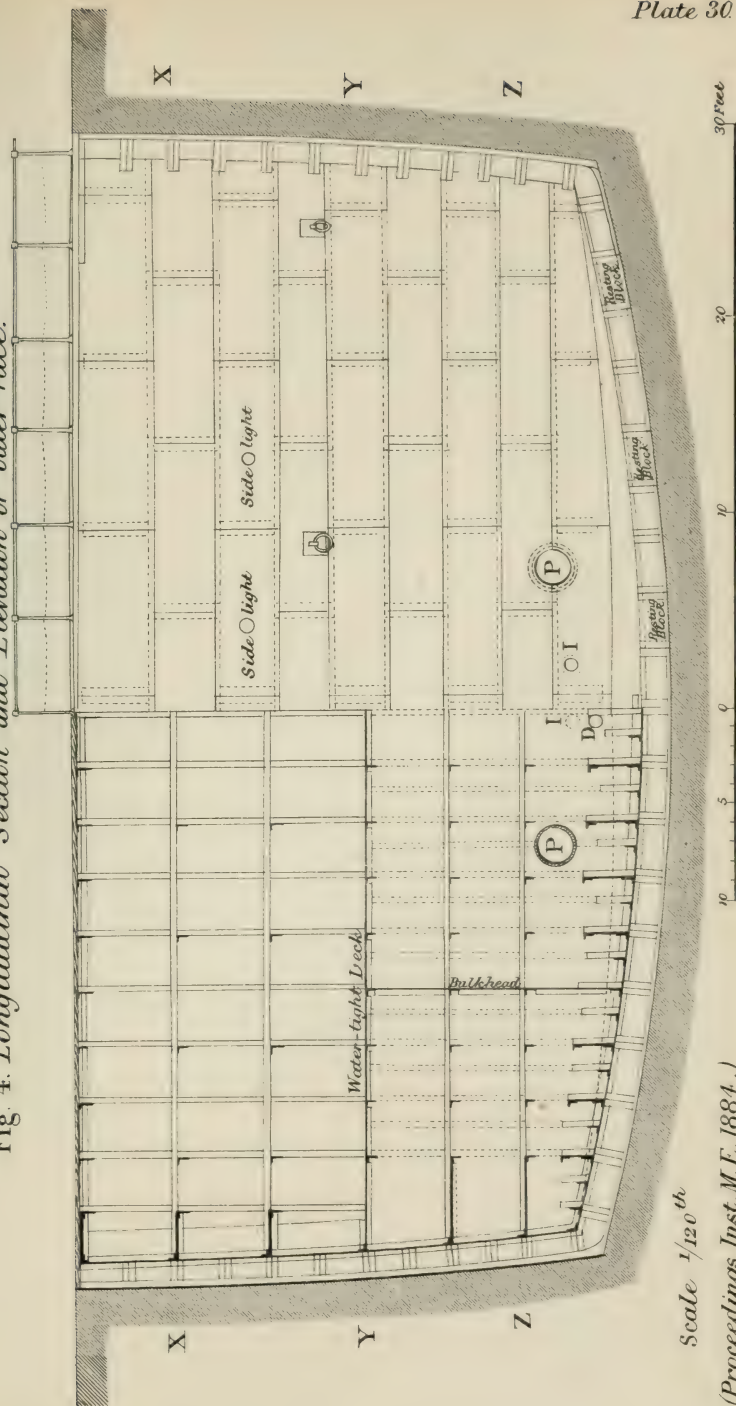 Plate 30.
Fig. 4. Longitudinal Section and Elevation of outer face.
X
X
Y
Y
Z
Z
Side light
Side light
Water-tight Deck
Bulkhead
P
P
I
I
D
Resting
Block
Resting
Block
Resting
Block
Scale 1/120th
10
5
0
10
20
30 Feet
(Proceedings Inst. M.E. 1884.)